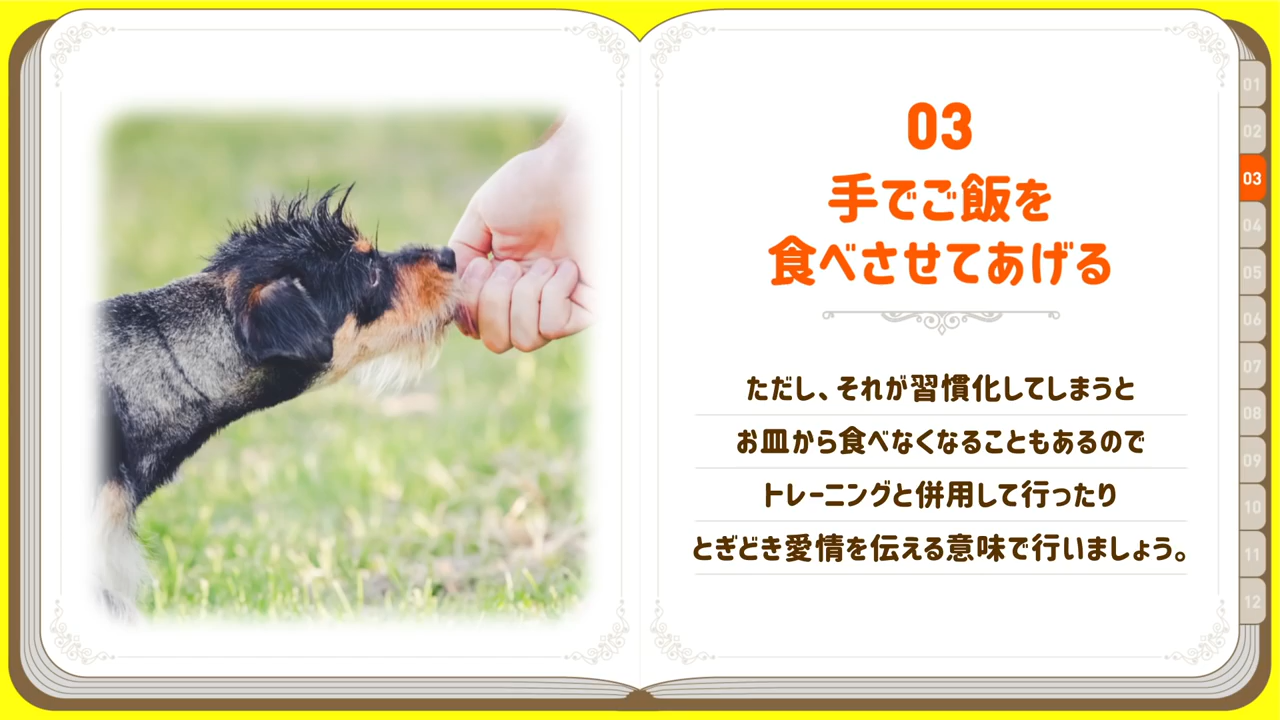 03
手でご飯を
食べさせてあげる
ただし、それが習慣化してしまうと
お皿から食べなくなることもあるので
トレーニングと併用して行ったり
とぎどき愛情を伝える意味で行いましょう。
01
02
03
04
05
06
07
08
09
10
11
12